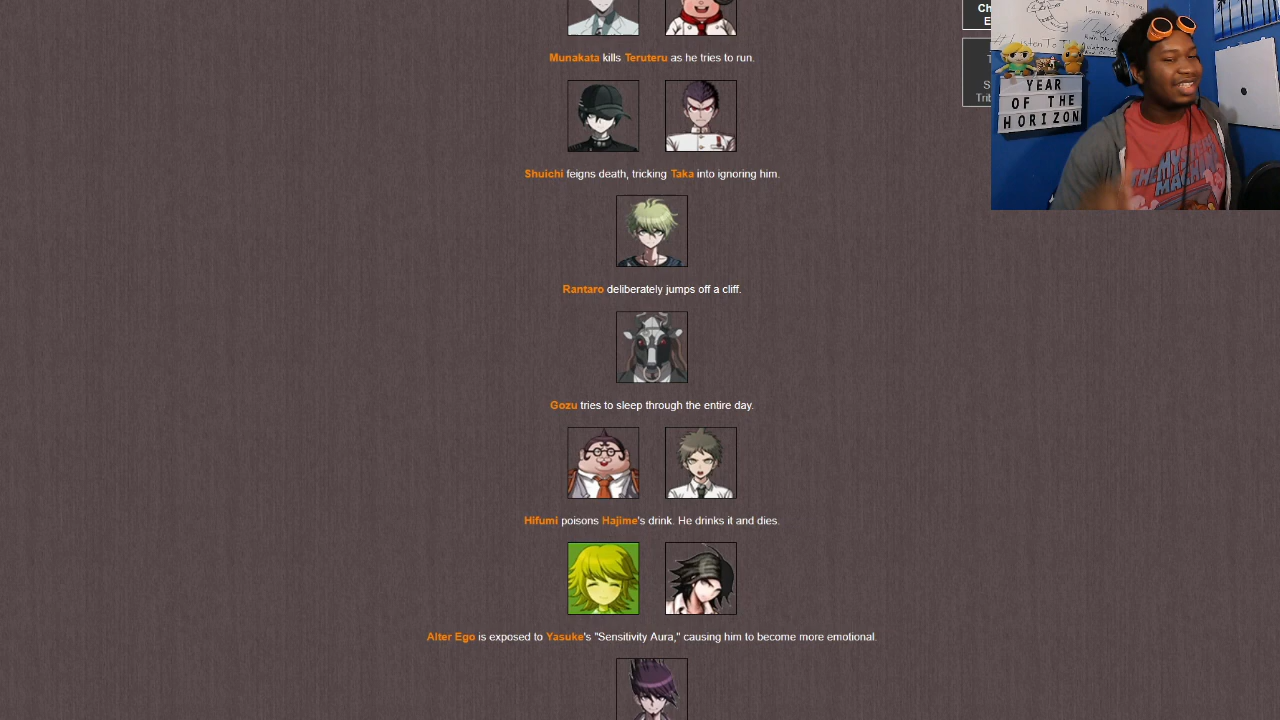 Munakata kills Teruteru as he tries to run.
Shuichi feigns death, tricking Taka into ignoring him.
Rantaro deliberately jumps off a cliff.
Gozu tries to sleep through the entire day.
Hifumi poisons Hajime's drink. He drinks it and dies.
Alter Ego is exposed to Yasuke's "Sensitivity Aura," causing him to become more emotional.
Ch
E
T
S
Trib
YEAR
OF THE
HORIZON